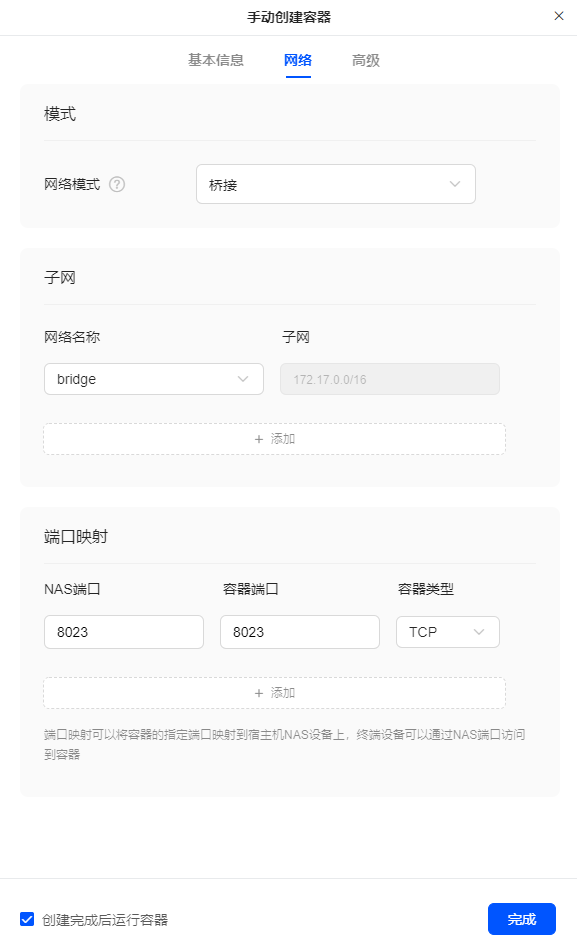 手动创建容器
基本信息 网络 高级
模式
网络模式 ? 桥接
子网
网络名称 子网
bridge 172.17.0.0/16
+ 添加
端口映射
NAS端口 容器端口 容器类型
8023 8023 TCP
+ 添加
端口映射可以将容器的指定端口映射到宿主机NAS设备上，终端设备可以通过NAS端口访问
到容器
创建完成后运行容器 完成